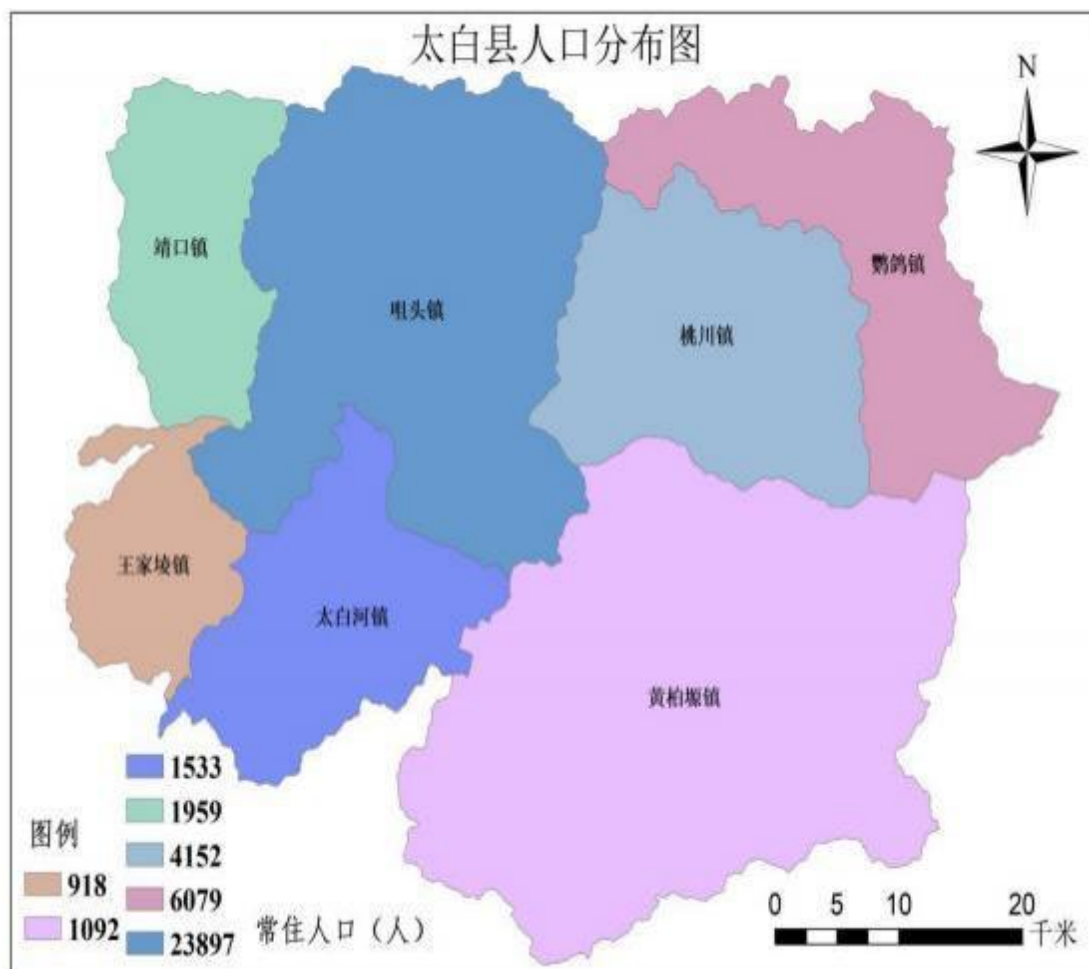 太白县人口分布图
N
靖口镇
咀头镇
桃川镇
鹦鸽镇
王家堎镇
太白河镇
黄柏塬镇
图例
918
1092
1533
1959
4152
6079
23897
常住人口（人）
0 5 10 20
千米